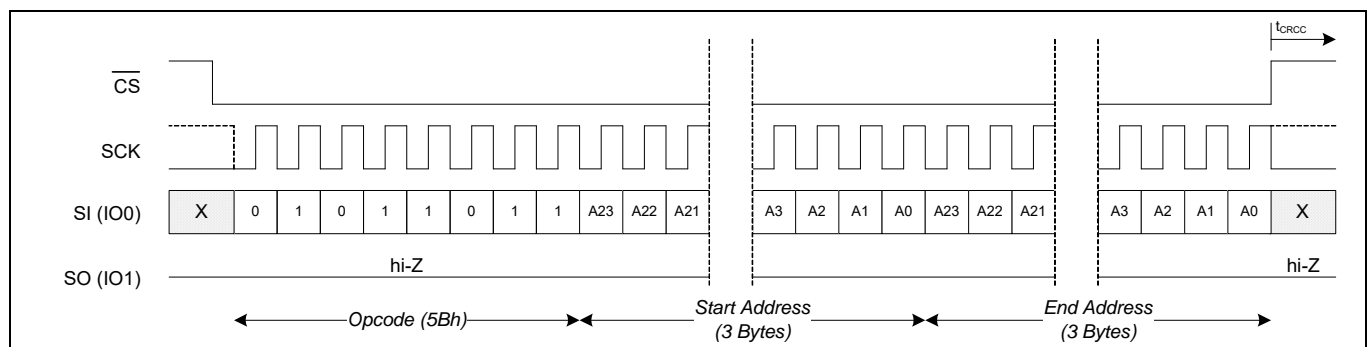 tCRCC
CS
SCK
SI (IO0) X 0 1 0 1 1 0 1 1 A23 A22 A21 A3 A2 A1 A0 A23 A22 A21 A3 A2 A1 A0 X
hi-Z hi-Z
SO (IO1)
Opcode (5Bh) Start Address (3 Bytes) End Address (3 Bytes)